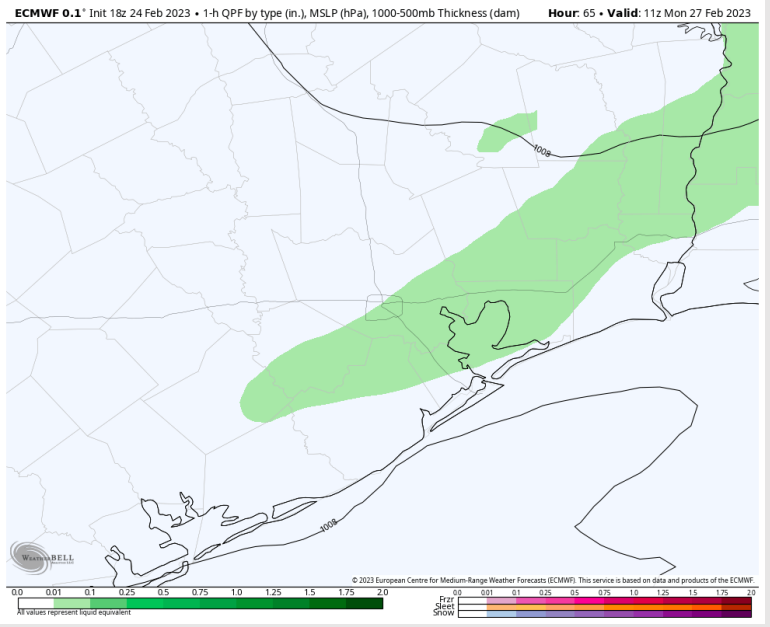 ECMWF 0.1° Init 18z 24 Feb 2023 • 1-h QPF by type (in.), MSLP (hPa), 1000-500mb Thickness (dam) Hour: 65 • Valid: 11z Mon 27 Feb 2023
1008
1008
WEATHERBELL
© 2023 European Centre for Medium-Range Weather Forecasts (ECMWF). This service is based on data and products of the ECMWF.
0.0 0.01 0.1 0.25 0.5 0.75 1.0 1.25 1.5 1.75 2.0
All values represent liquid equivalent
0.0 0.01 0.1 0.25 0.5 0.75 1.0 1.25 1.5 1.75 2.0
Frzr
Sleet
Snow